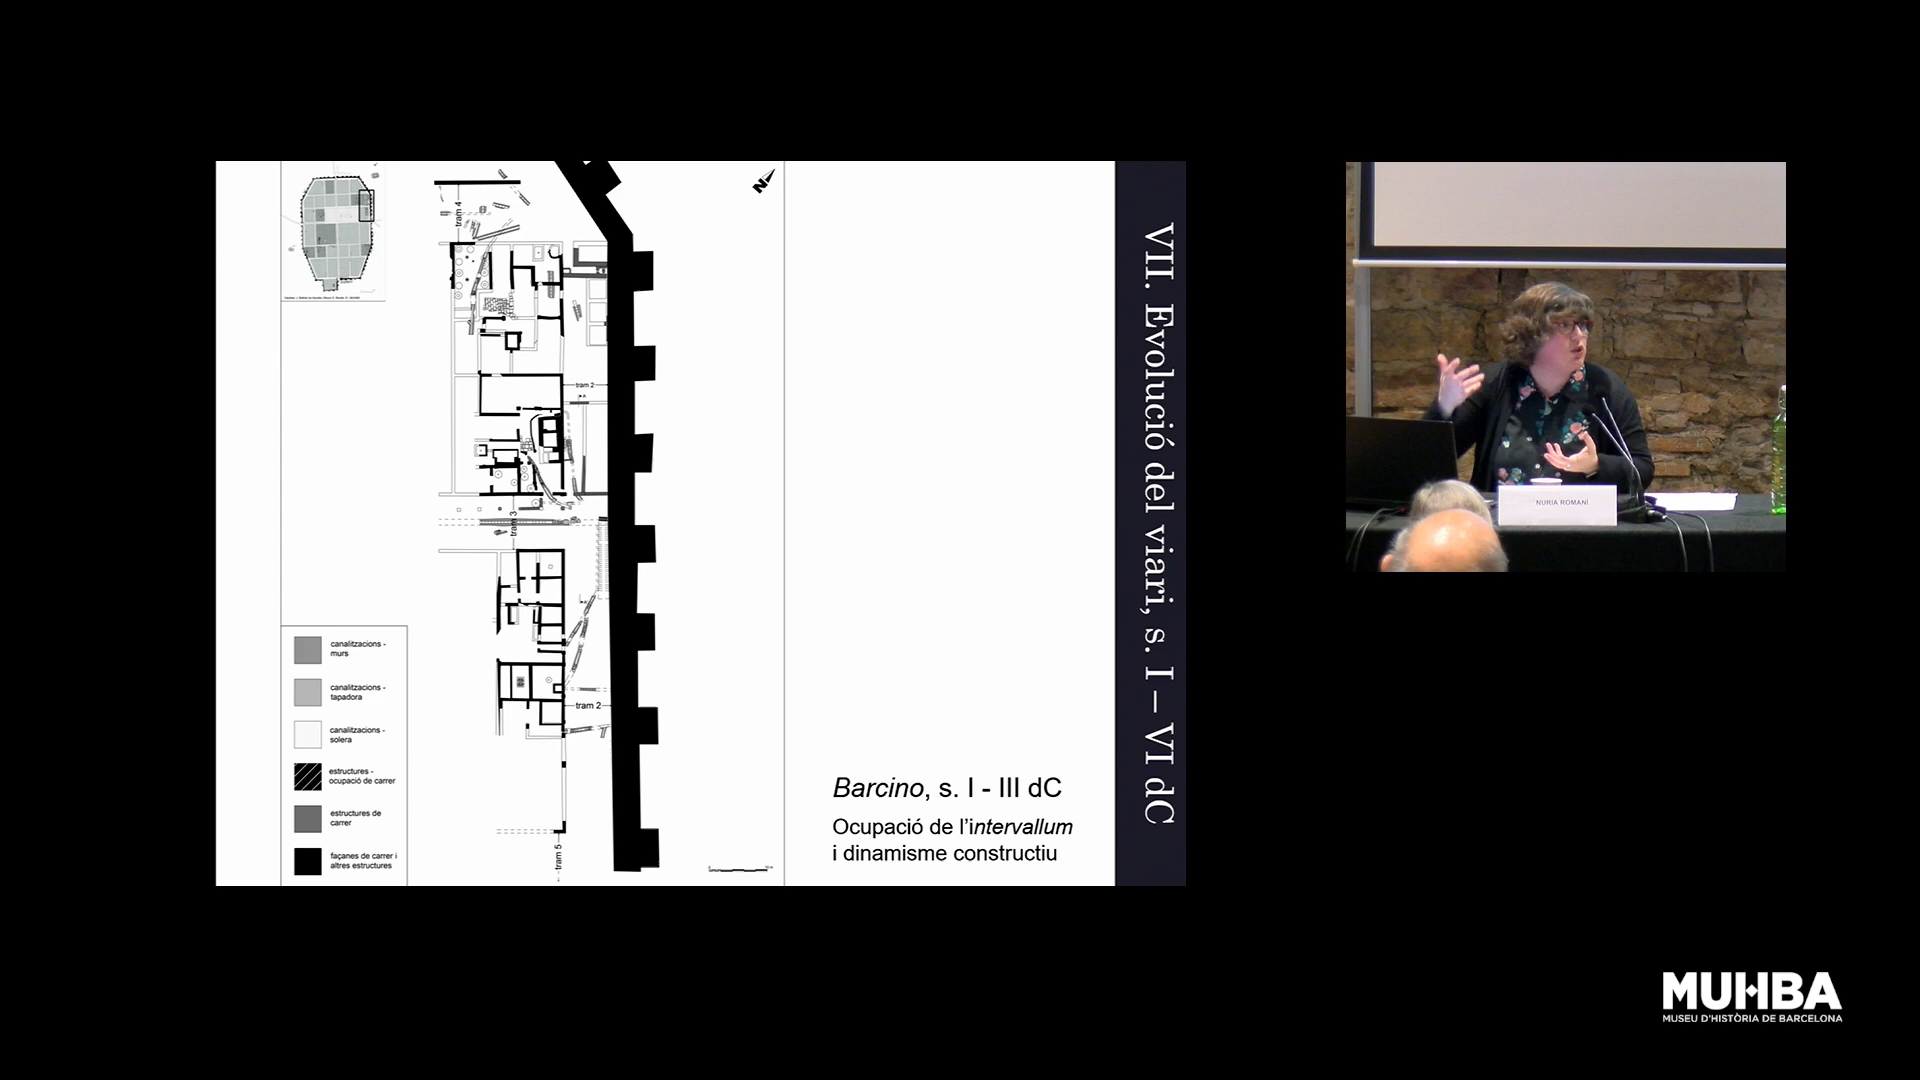 N
tram 4
tram 2
tram 3
tram 2
tram 5
canalitzacions -
murs
canalitzacions -
tapadora
canalitzacions -
solera
estructures -
ocupació de carrer
estructures de
carrer
façanes de carrer i
altres estructures
Barcino, s. I - III dC
Ocupació de l'intervallum
i dinamisme constructiu
VII. Evolució del viari, s. I – VI dC
NURIA ROMANÍ
MUHBA
MUSEU D'HISTÒRIA DE BARCELONA